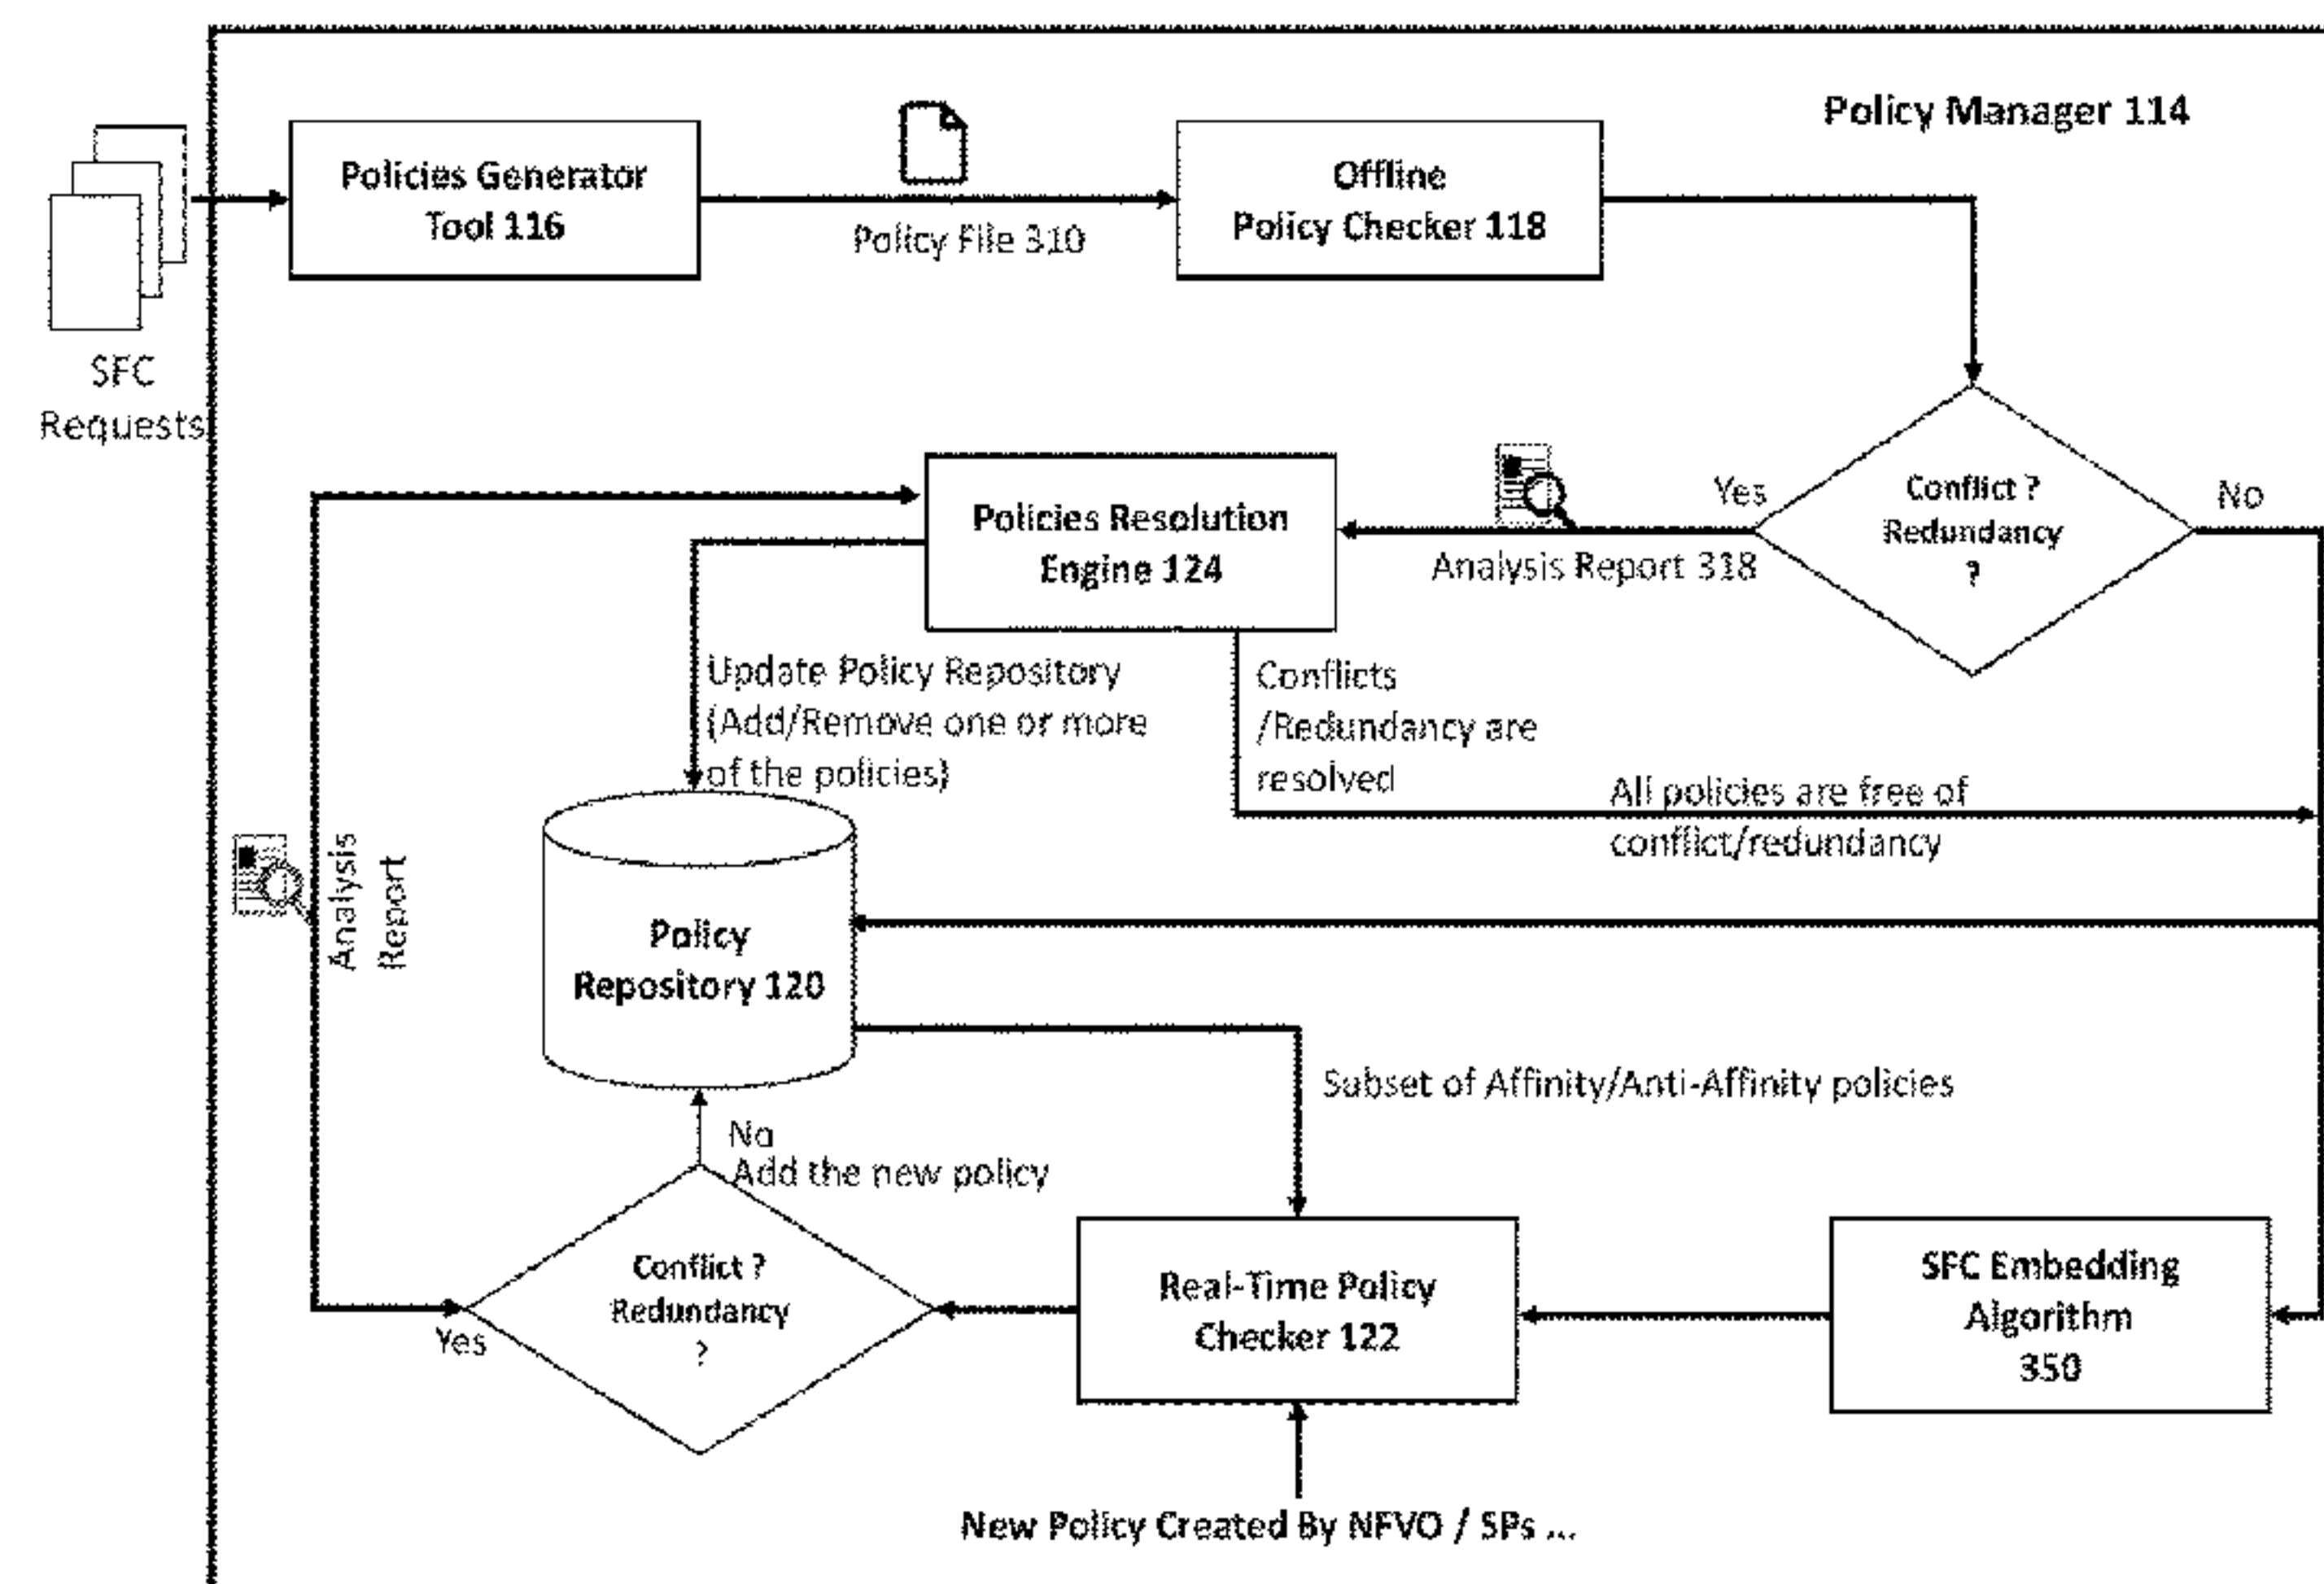 Policy Manager 114
Policies Generator
Tool 116
Policy File 310
Offline
Policy Checker 118
SFC
Requests
Policies Resolution
Engine 124
Yes
Analysis Report 318
Conflict ?
Redundancy
?
No
Update Policy Repository
(Add/Remove one or more
of the policies)
Conflicts
/Redundancy are
resolved
All policies are free of
conflict/redundancy
Analysis
Report
Policy
Repository 120
Subset of Affinity/Anti-Affinity policies
No
Add the new policy
Conflict ?
Redundancy
?
Yes
Real-Time Policy
Checker 122
SFC Embedding
Algorithm
350
New Policy Created By NFVO / SPs ...